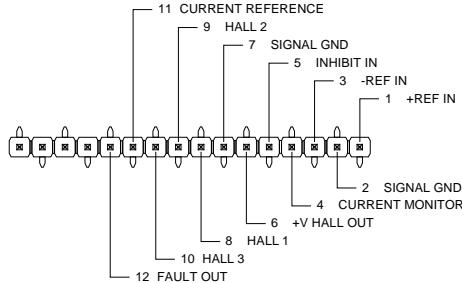 11 CURRENT REFERENCE
9 HALL 2
7 SIGNAL GND
5 INHIBIT IN
3 -REF IN
1 +REF IN
2 SIGNAL GND
4 CURRENT MONITOR
6 +V HALL OUT
8 HALL 1
10 HALL 3
12 FAULT OUT